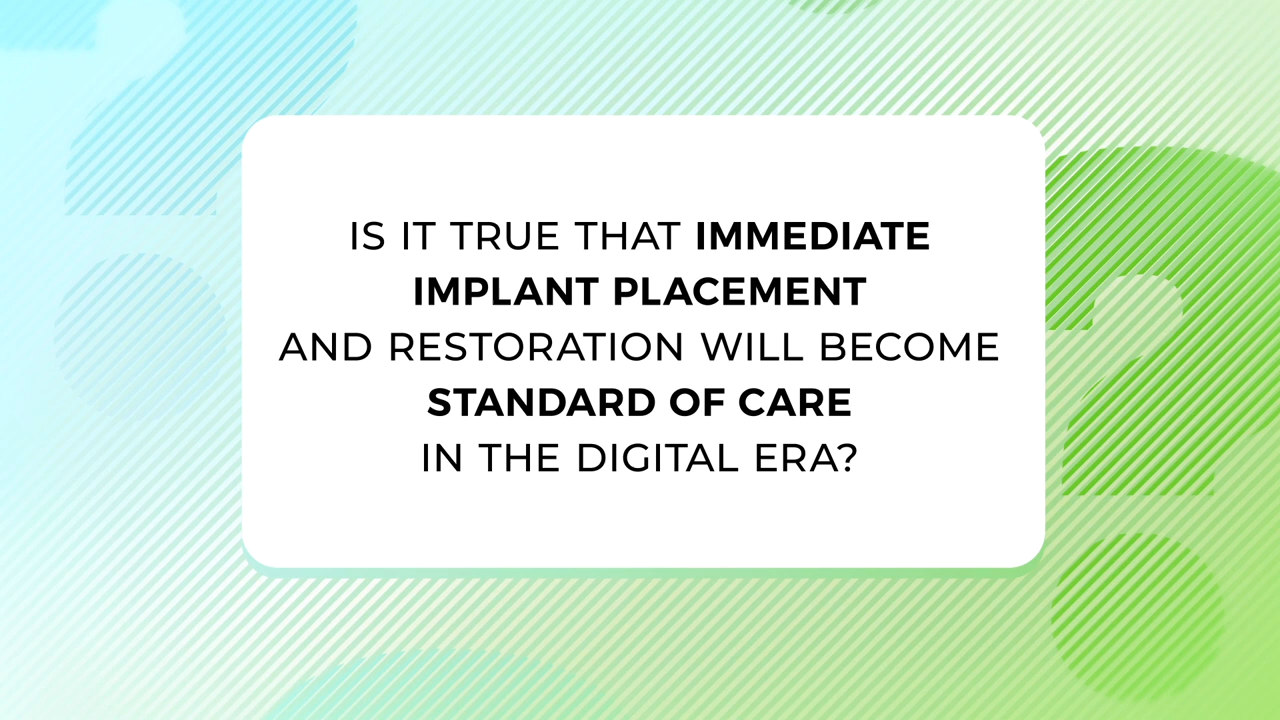 IS IT TRUE THAT IMMEDIATE
IMPLANT PLACEMENT
AND RESTORATION WILL BECOME
STANDARD OF CARE
IN THE DIGITAL ERA?